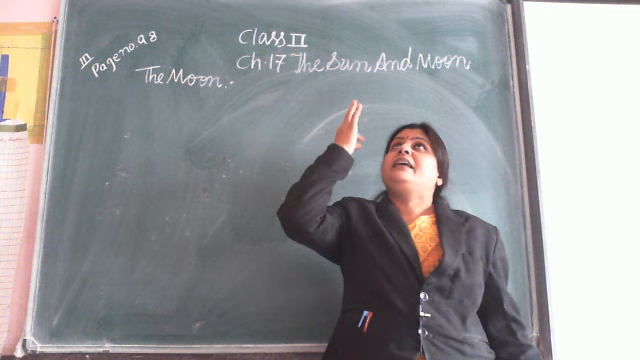 Class II
Ch.17 The Sun And Moon
III
Page no. 98
The Moon.